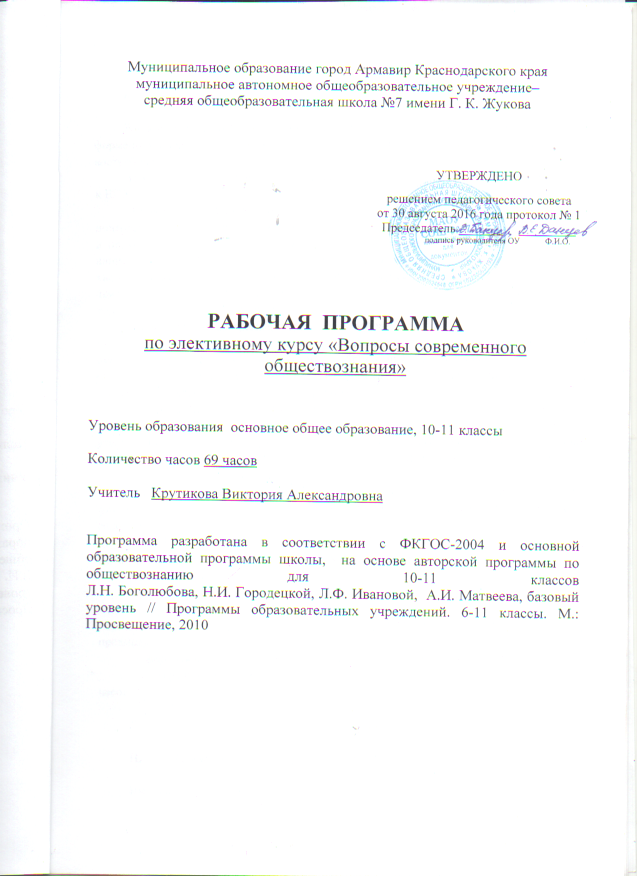 Муниципальное образование город Армавир Краснодарского края
муниципальное автономное общеобразовательное учреждение–
средняя общеобразовательная школа №7 имени Г. К. Жукова
УТВЕРЖДЕНО
решением педагогического совета
от 30 августа 2016 года протокол № 1
Председатель
подпись руководителя ОУ Ф.И.О.
РАБОЧАЯ ПРОГРАММА
по элективному курсу «Вопросы современного
обществознания»
Уровень образования основное общее образование, 10-11 классы
Количество часов 69 часов
Учитель Крутикова Виктория Александровна
Программа разработана в соответствии с ФКГОС-2004 и основной
образовательной программы школы, на основе авторской программы по
обществознанию для 10-11 классов
Л.Н. Боголюбова, Н.И. Городецкой, Л.Ф. Ивановой, А.И. Матвеева, базовый
уровень // Программы образовательных учреждений. 6-11 классы. М.:
Просвещение, 2010